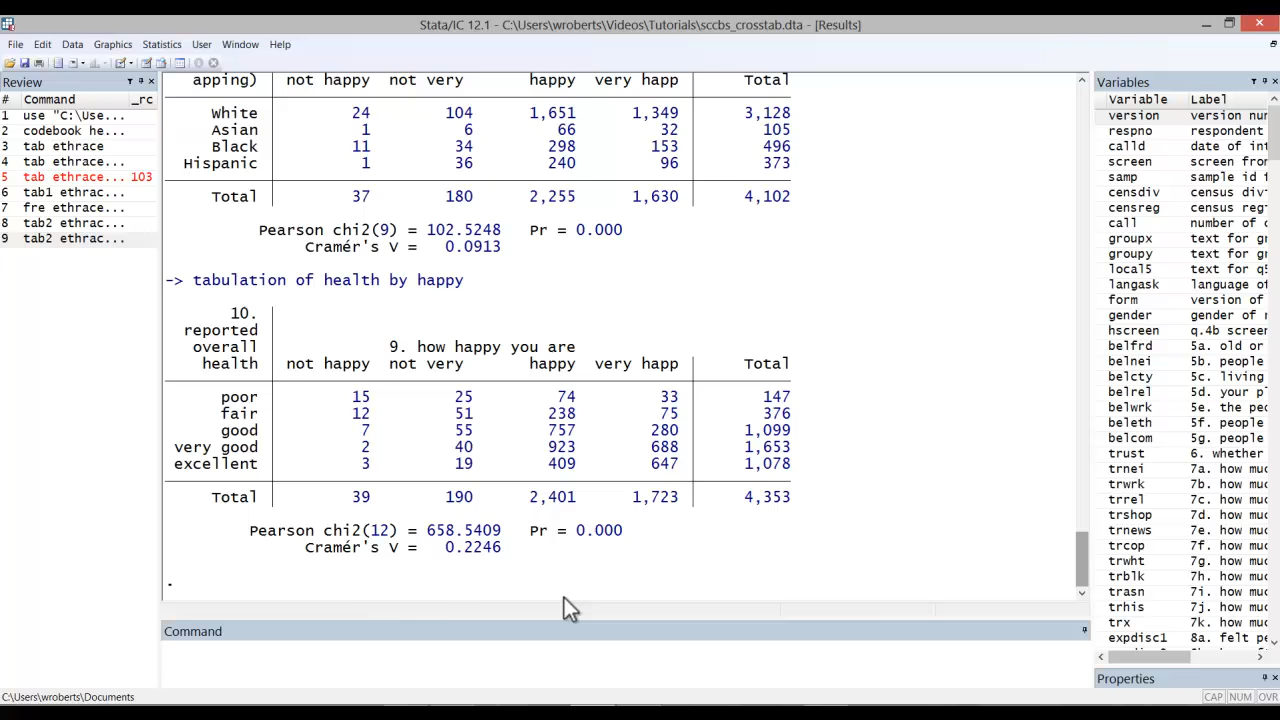 Stata/IC 12.1 - C:\Users\wroberts\Videos\Tutorials\sccbs_crosstab.dta - [Results]
File Edit Data Graphics Statistics User Window Help
Review
# Command _rc
1 use "C:\Use...
2 codebook he...
3 tab ethrace
4 tab ethrace...
5 tab ethrace... 103
6 tab1 ethrac...
7 fre ethrace...
8 tab2 ethrac...
9 tab2 ethrac...
apping) not happy not very happy very happ Total
White 24 104 1,651 1,349 3,128
Asian 1 6 66 32 105
Black 11 34 298 153 496
Hispanic 1 36 240 96 373
Total 37 180 2,255 1,630 4,102
Pearson chi2(9) = 102.5248 Pr = 0.000
Cramér's V = 0.0913
-> tabulation of health by happy
10.
reported
overall 9. how happy you are
health not happy not very happy very happ Total
poor 15 25 74 33 147
fair 12 51 238 75 376
good 7 55 757 280 1,099
very good 2 40 923 688 1,653
excellent 3 19 409 647 1,078
Total 39 190 2,401 1,723 4,353
Pearson chi2(12) = 658.5409 Pr = 0.000
Cramér's V = 0.2246
.
Command
Variables
Variable Label
version version num
respno respondent
calld date of int
screen screen fro
samp sample id f
censdiv census div
censreg census reg
call number of c
groupx text for gr
groupy text for gr
local5 text for q5
langask language of
form version of
gender gender of r
hscreen q.4b screen
belfrd 5a. old or
belnei 5b. people
belcty 5c. living
belrel 5d. your pl
belwrk 5e. the peo
beleth 5f. people
belcom 5g. people
trust 6. whether
trnei 7a. how muc
trwrk 7b. how muc
trrel 7c. how muc
trshop 7d. how muc
trnews 7e. how muc
trcop 7f. how muc
trwht 7g. how muc
trblk 7h. how muc
trasn 7i. how muc
trhis 7j. how muc
trx 7k. how muc
expdisc1 8a. felt pe
Properties
C:\Users\wroberts\Documents
CAP NUM OVR